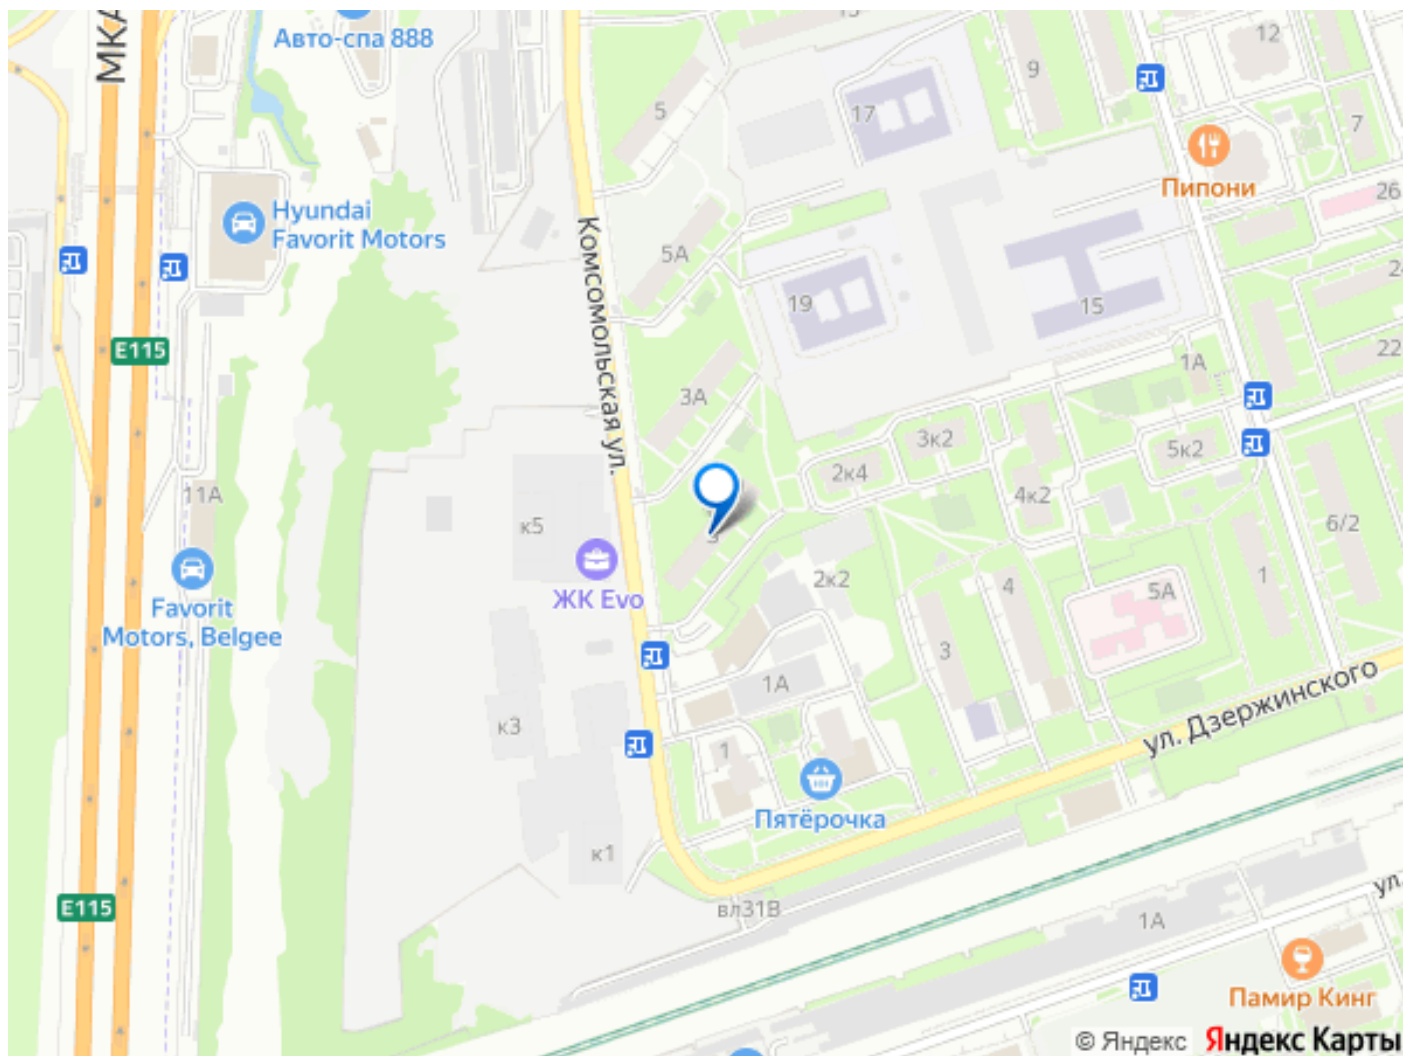 МКА
Авто-спа 888
12
9
5
17
7
Пипони
26
Hyundai
Favorit Motors
Комсомольская ул.
5А
19
15
24
E115
1А
22
3А
3к2
5к2
2к4
4к2
11А
к5
6/2
3
ЖК Evo
2к2
4
5А
1
Favorit
Motors, Belgee
3
1А
к3
1
ул. Дзержинского
Пятёрочка
к1
E115
вл31В
1А
ул.
Памир Кинг
© Яндекс Яндекс Карты